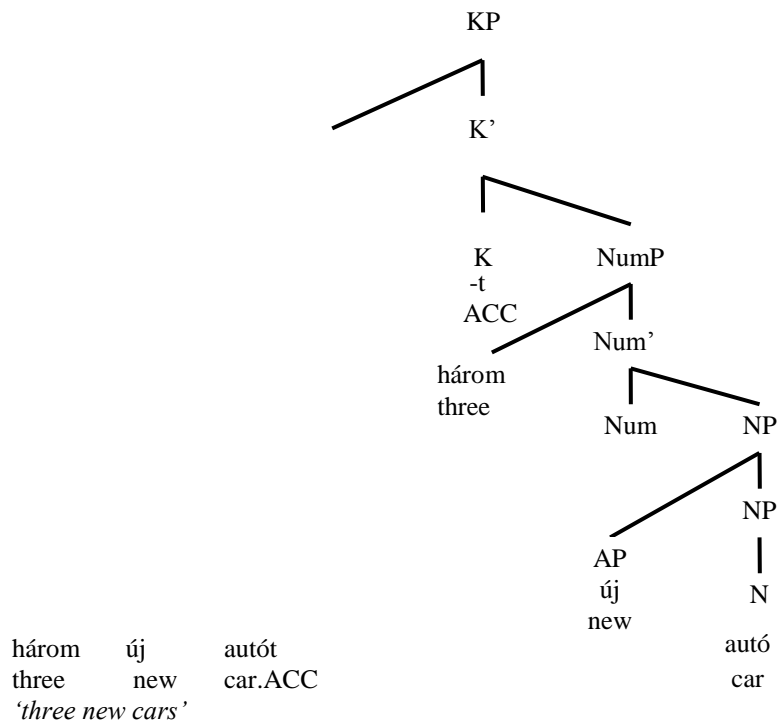 KP
K’
K NumP
-t
ACC
Num’
három
three
Num NP
NP
AP
új N
new
autó
car
három új autót
three new car.ACC
‘three new cars’